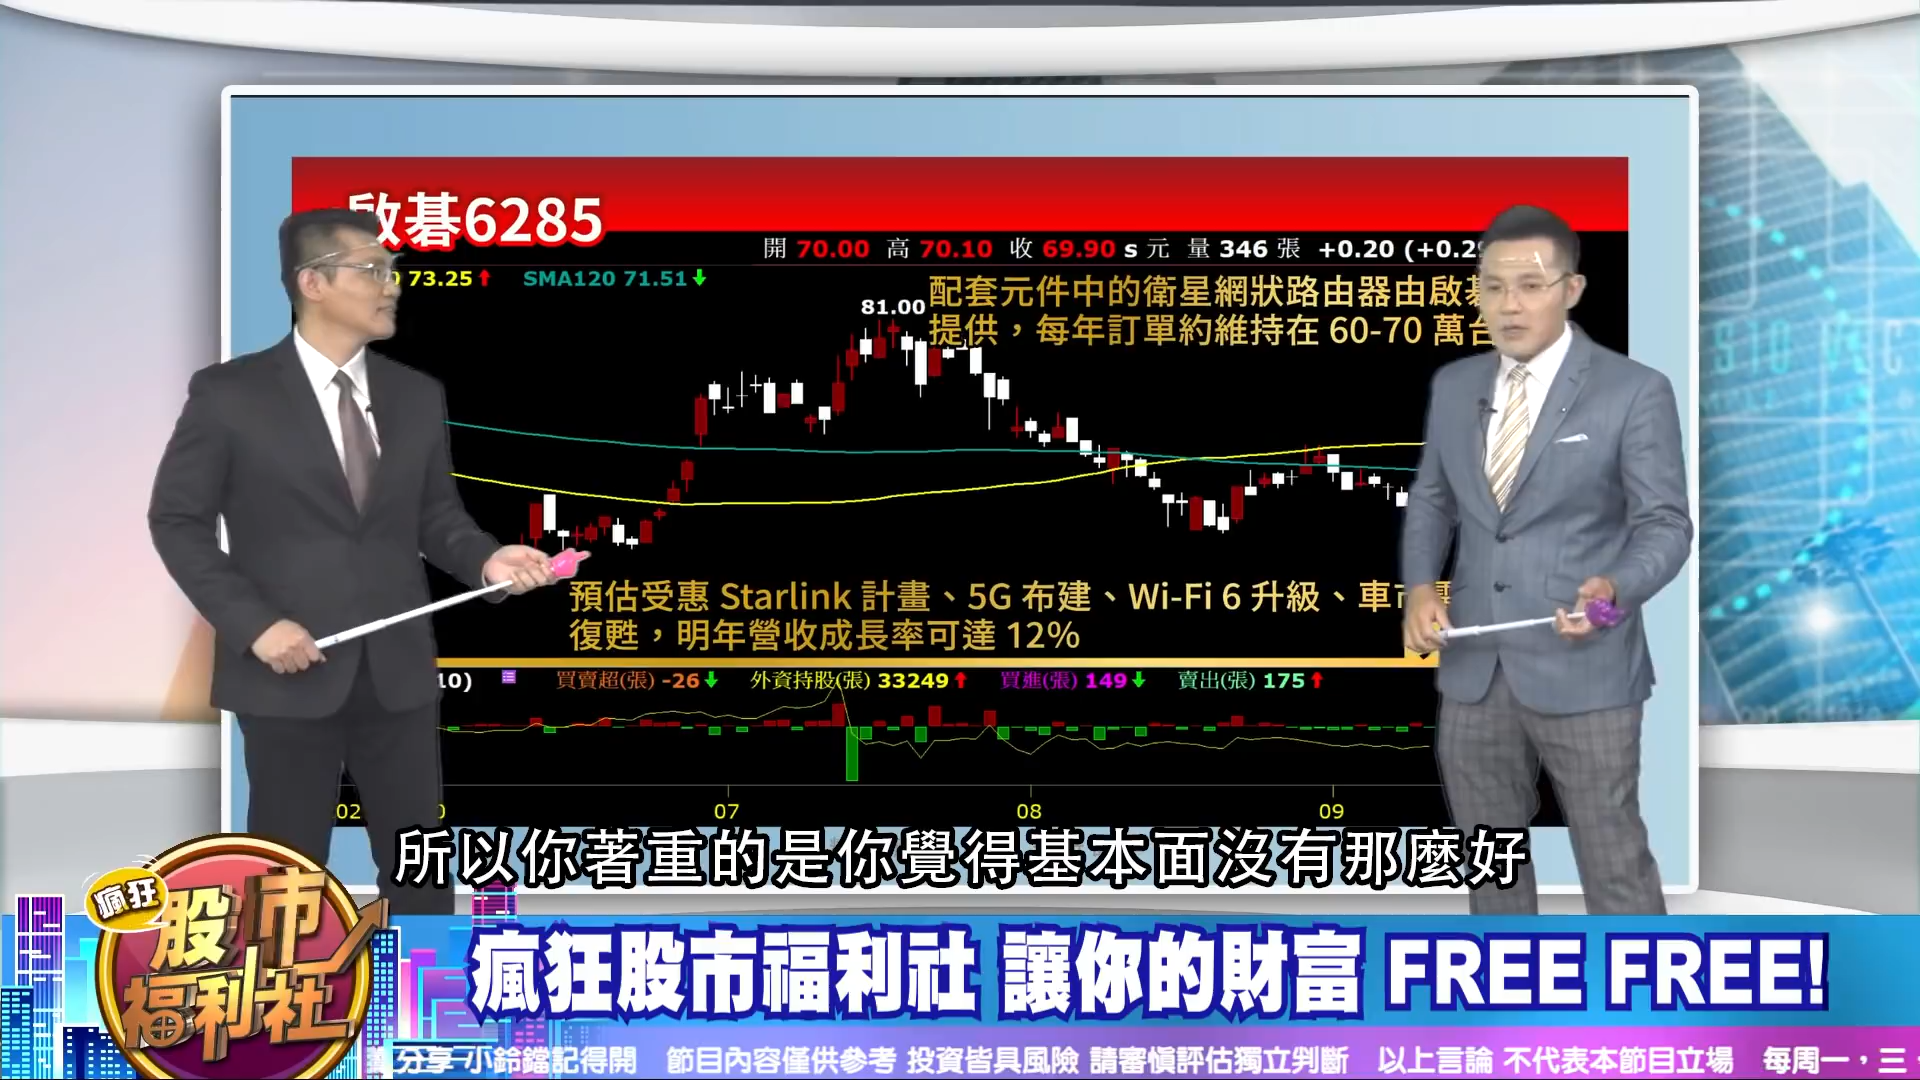 啟碁6285
開 70.00 高 70.10 收 69.90 s 元 量 346 張 +0.20 (+0.29
73.25 SMA120 71.51
配套元件中的衛星網狀路由器由啟碁
提供，每年訂單約維持在 60-70 萬台
81.00
預估受惠 Starlink 計畫、5G 布建、Wi-Fi 6 升級、車市
復甦，明年營收成長率可達 12%
10) 買賣超(張) -26 外資持股(張) 33249 買進(張) 149 賣出(張) 175
02 07 08 09
所以你著重的是你覺得基本面沒有那麼好
瘋狂
股市
福利社
瘋狂股市福利社 讓你的財富 FREE FREE!
分享 小鈴鐺記得開 節目內容僅供參考 投資皆具風險 請審慎評估獨立判斷 以上言論 不代表本節目立場 每周一，三